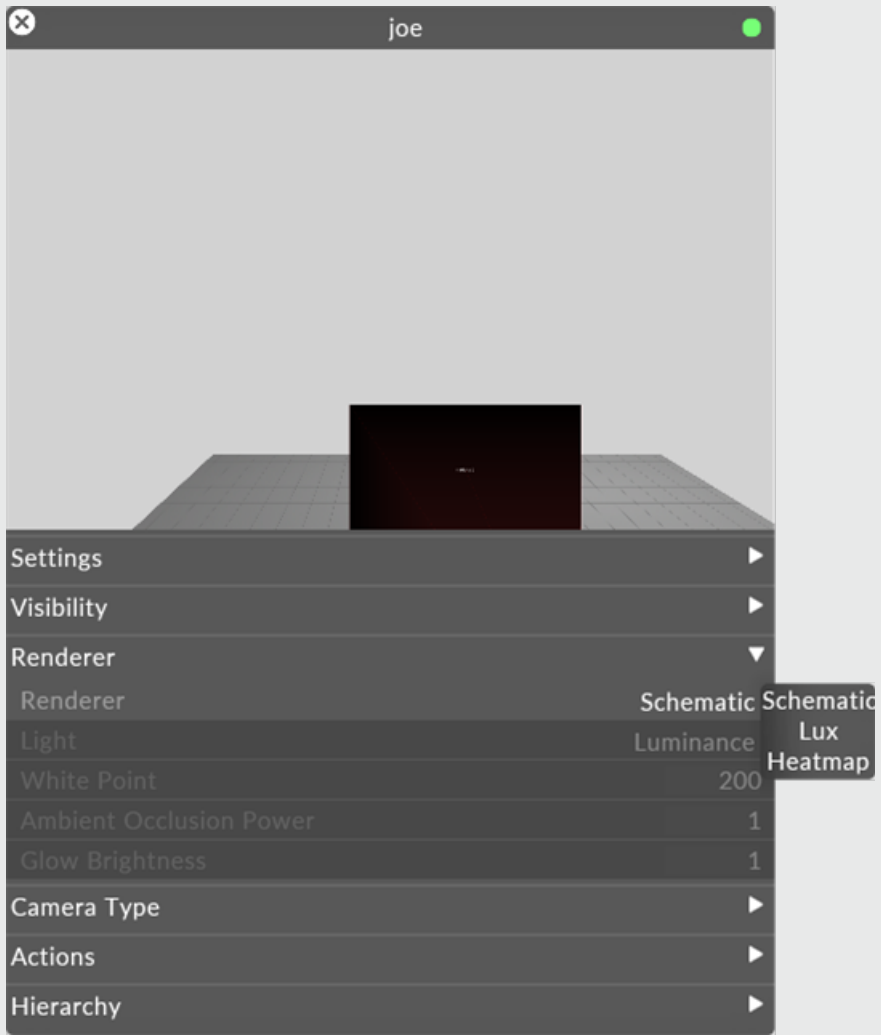 joe
Settings
Visibility
Renderer
Renderer Schematic
Schematic
Lux
Heatmap
Light Luminance
White Point 200
Ambient Occlusion Power 1
Glow Brightness 1
Camera Type
Actions
Hierarchy